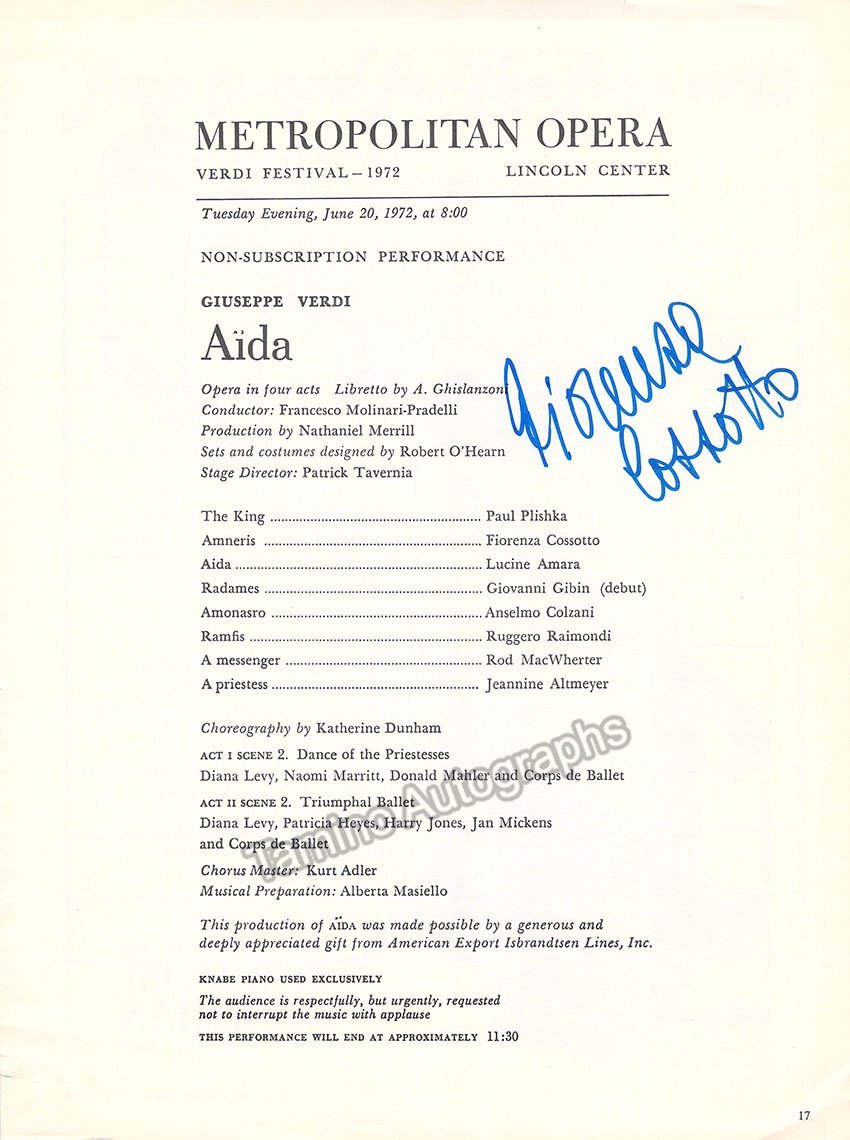 METROPOLITAN OPERA
VERDI FESTIVAL – 1972 LINCOLN CENTER
Tuesday Evening, June 20, 1972, at 8:00
NON-SUBSCRIPTION PERFORMANCE
GIUSEPPE VERDI
Aïda
Opera in four acts Libretto by A. Ghislanzoni
Conductor: Francesco Molinari-Pradelli
Production by Nathaniel Merrill
Sets and costumes designed by Robert O'Hearn
Stage Director: Patrick Tavernia
Fiorenza
Cossotto
The King ........ Paul Plishka
Amneris ........ Fiorenza Cossotto
Aida ........ Lucine Amara
Radames ........ Giovanni Gibin (debut)
Amonasro ........ Anselmo Colzani
Ramfis ........ Ruggero Raimondi
A messenger ........ Rod MacWherter
A priestess ........ Jeannine Altmeyer
Choreography by Katherine Dunham
ACT I SCENE 2. Dance of the Priestesses
Diana Levy, Naomi Marritt, Donald Mahler and Corps de Ballet
ACT II SCENE 2. Triumphal Ballet
Diana Levy, Patricia Heyes, Harry Jones, Jan Mickens
and Corps de Ballet
Chorus Master: Kurt Adler
Musical Preparation: Alberta Masiello
This production of AÏDA was made possible by a generous and
deeply appreciated gift from American Export Isbrandtsen Lines, Inc.
KNABE PIANO USED EXCLUSIVELY
The audience is respectfully, but urgently, requested
not to interrupt the music with applause
THIS PERFORMANCE WILL END AT APPROXIMATELY 11:30
17
Tamino Autographs